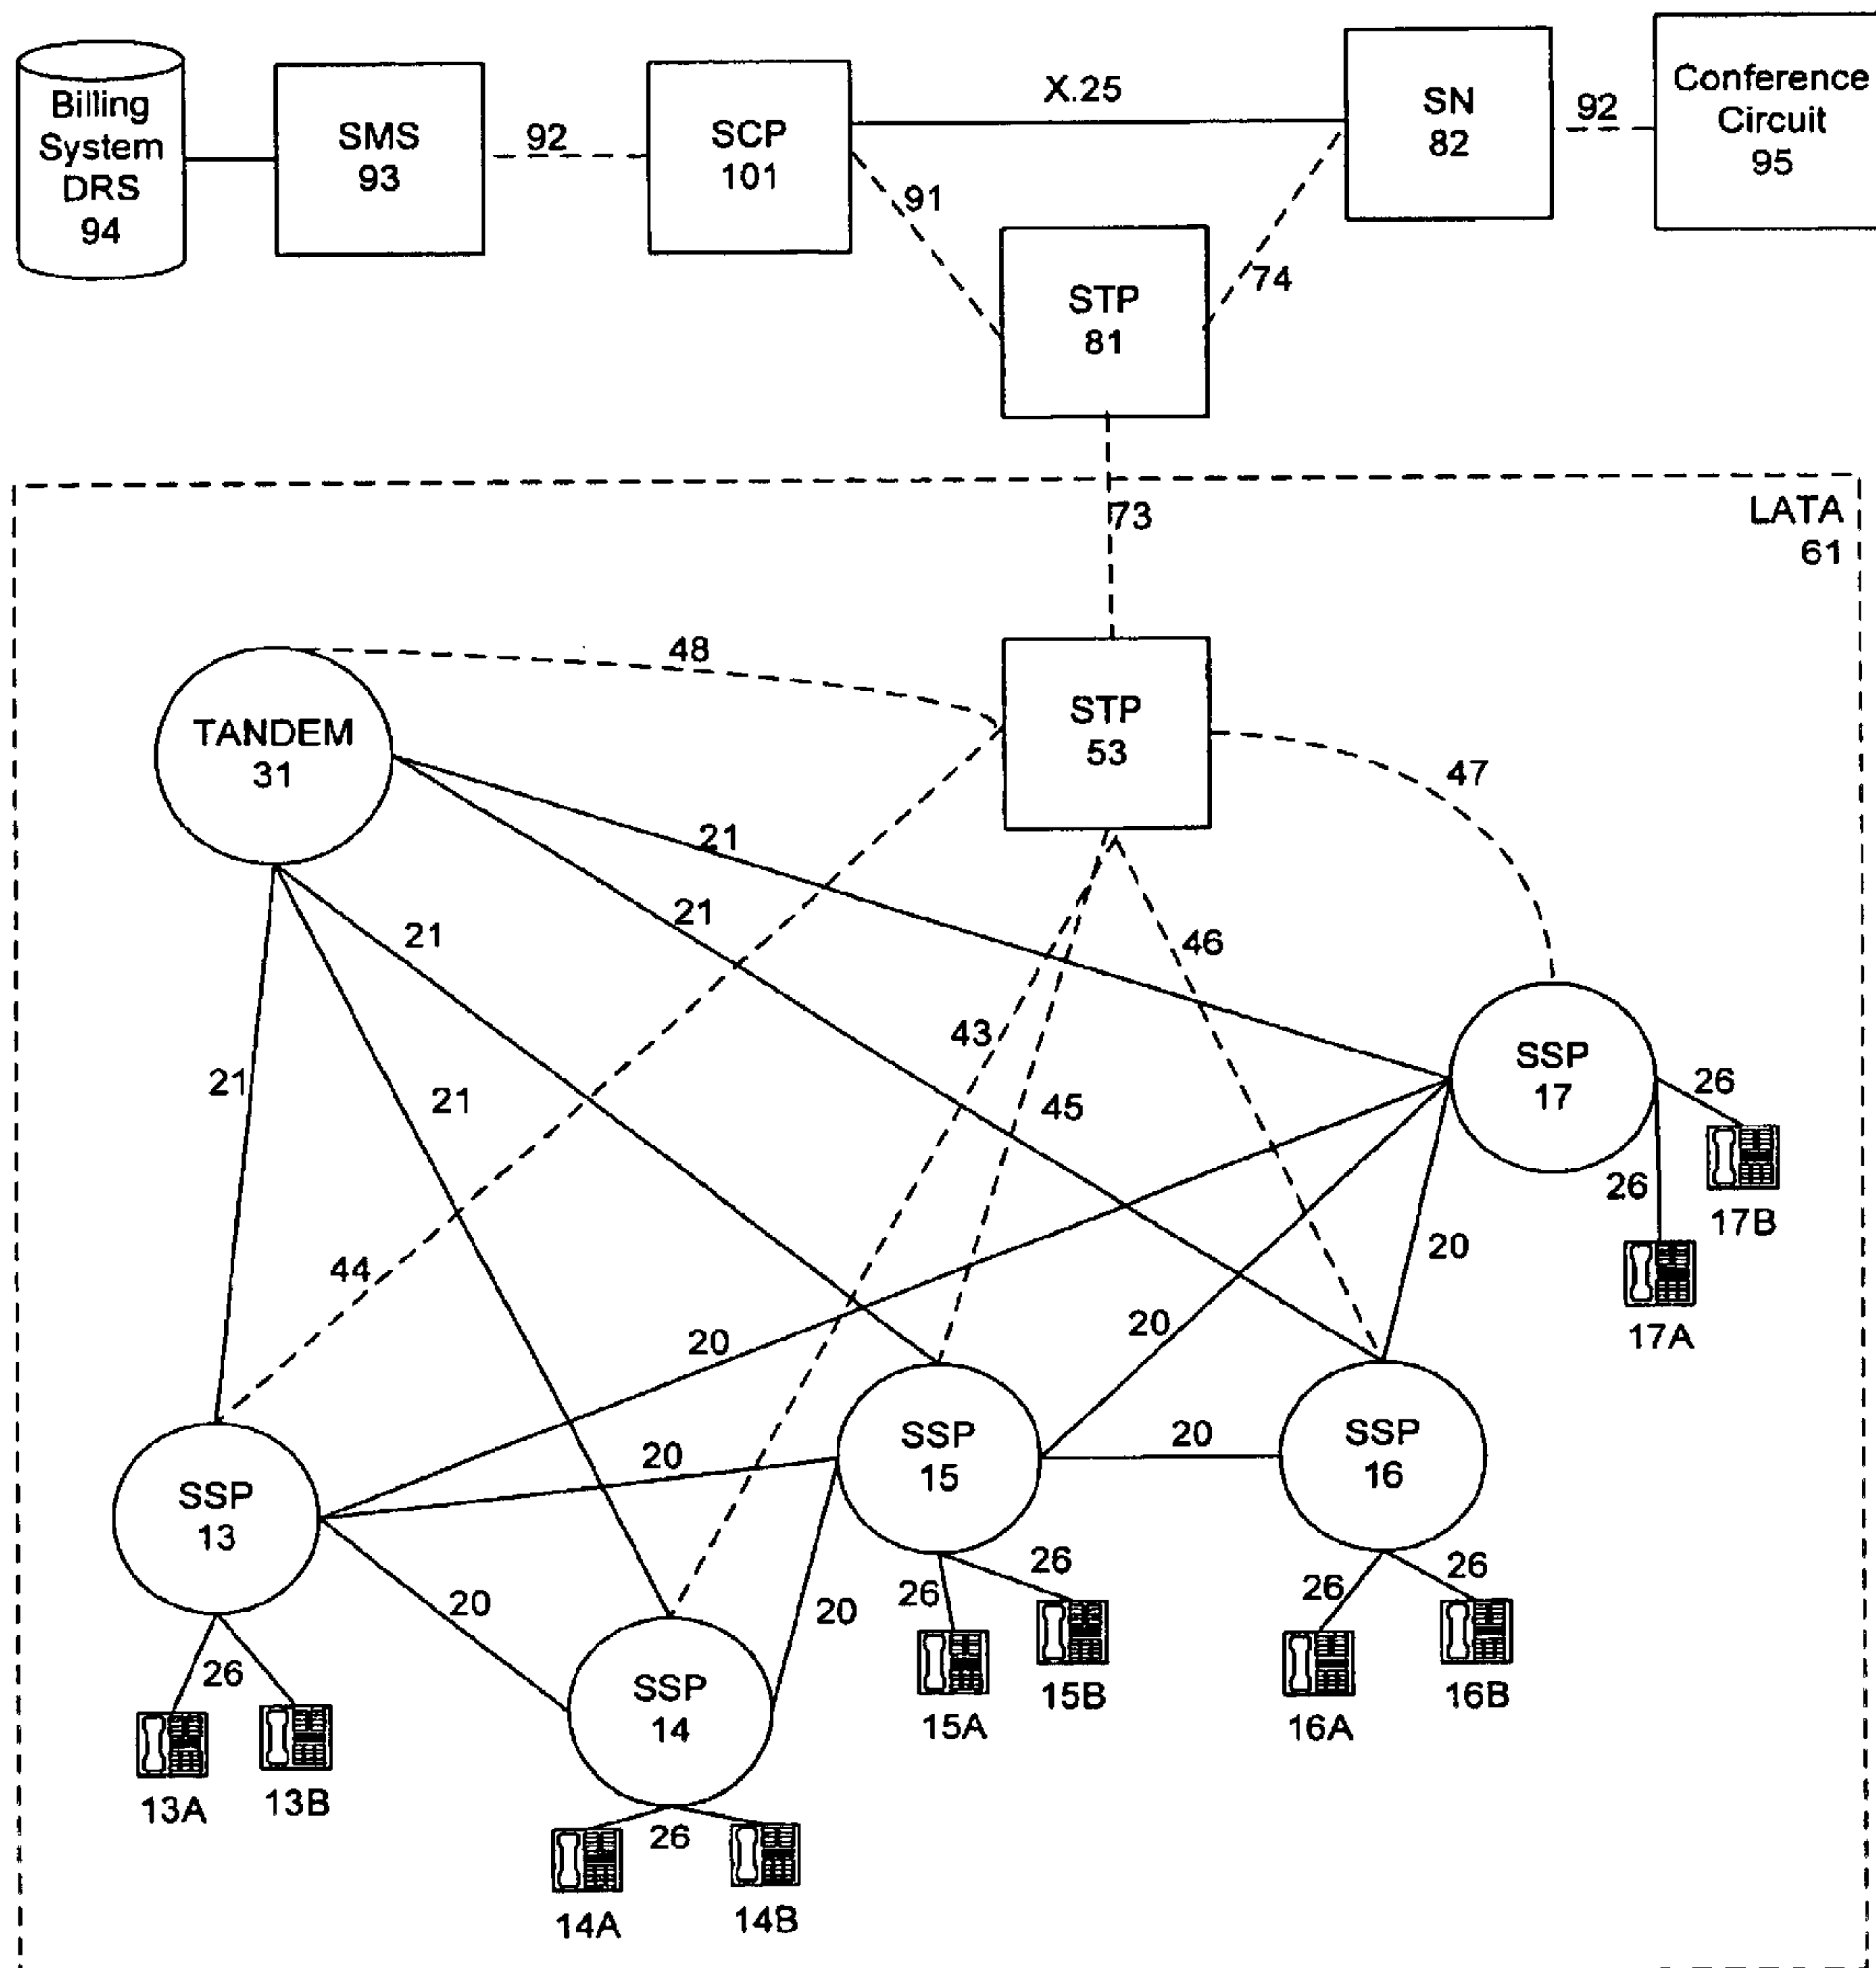 Billing
System
DRS
94
SMS
93
92
SCP
101
X.25
SN
82
92
Conference
Circuit
95
91
STP
81
74
73
LATA
61
48
TANDEM
31
STP
53
47
21
21
21
46
43
SSP
17
26
21
21
45
26
17B
44
20
20
20
17A
SSP
13
20
SSP
15
20
SSP
16
20
20
26
26
26
26
26
SSP
14
15A
15B
16A
16B
13A
13B
26
14A
14B